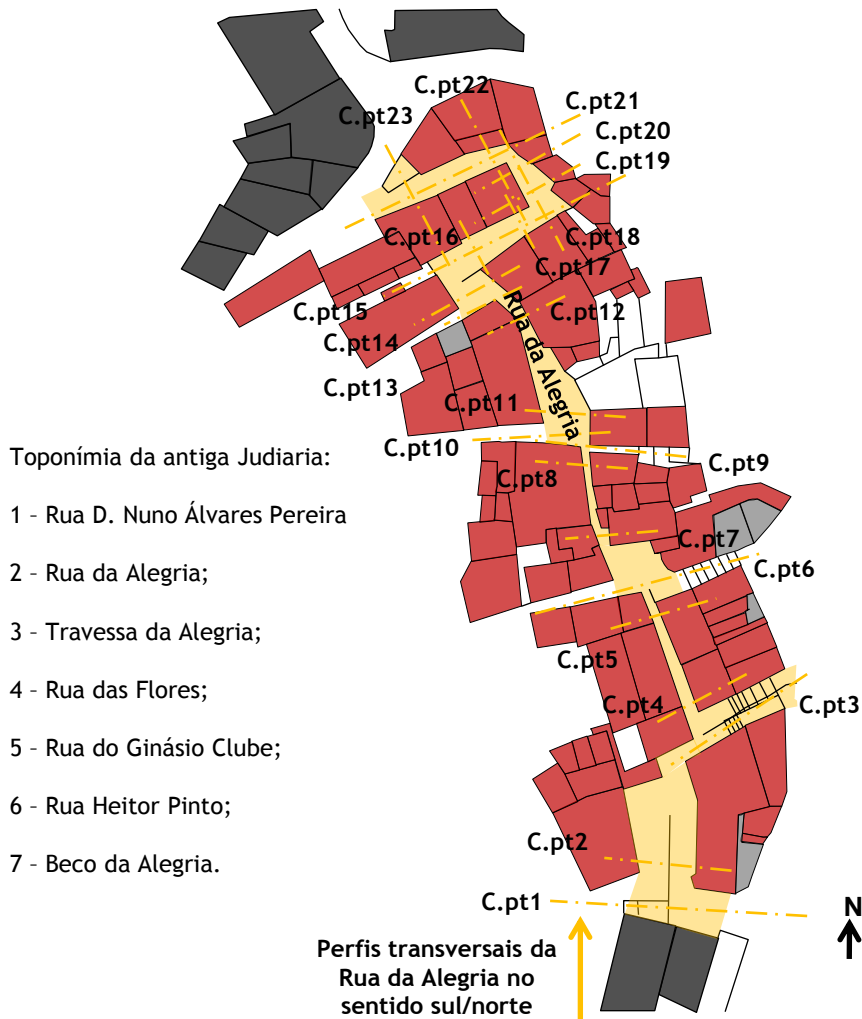 C.pt22
C.pt21
C.pt23
C.pt20
C.pt19
C.pt16
C.pt18
C.pt17
C.pt15
C.pt12
C.pt14
Rua da Alegria
C.pt13
C.pt11
C.pt10
C.pt9
C.pt8
Toponímia da antiga Judiaria:
1 - Rua D. Nuno Álvares Pereira
2 - Rua da Alegria;
3 - Travessa da Alegria;
4 - Rua das Flores;
5 - Rua do Ginásio Clube;
6 - Rua Heitor Pinto;
7 - Beco da Alegria.
C.pt7
C.pt6
C.pt5
C.pt4
C.pt3
C.pt2
C.pt1
N
Perfis transversais da
Rua da Alegria no
sentido sul/norte